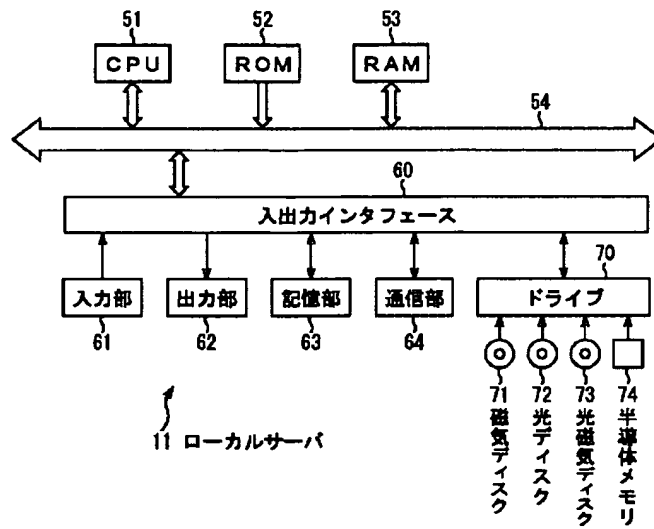 51 52 53
CPU ROM RAM
54
60
入出力インタフェース
70
入力部 出力部 記憶部 通信部 ドライブ
61 62 63 64
11 ローカルサーバ
71 磁気ディスク
72 光ディスク
73 光磁気ディスク
74 半導体メモリ